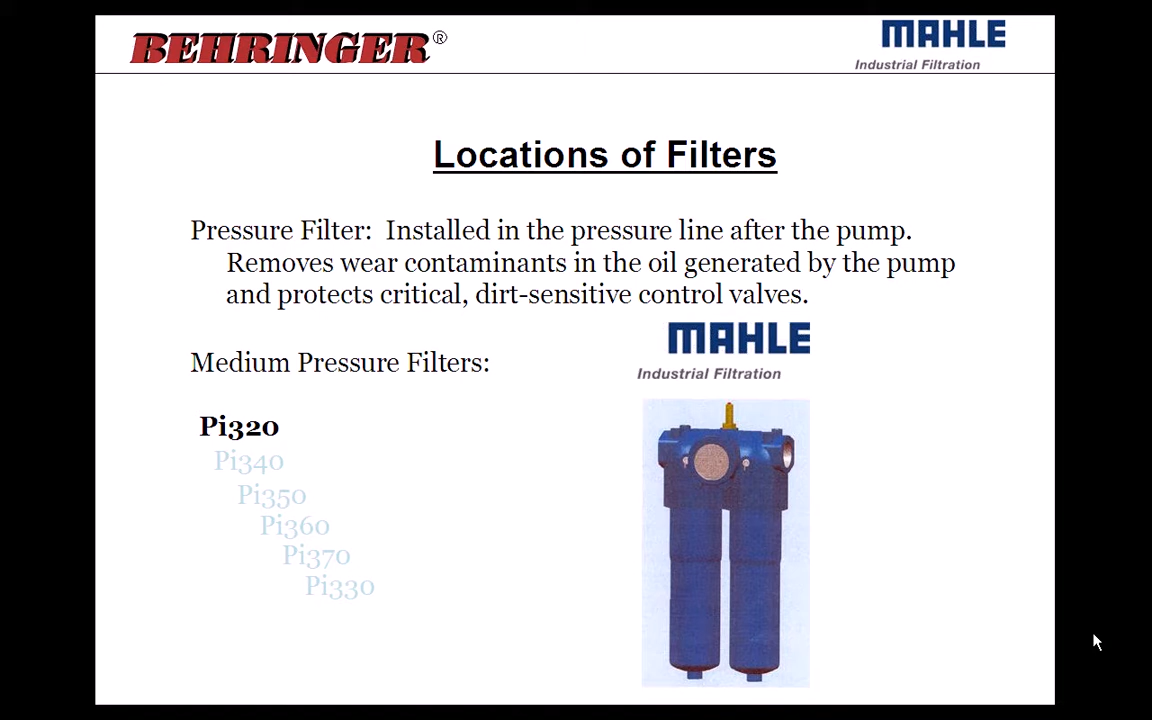 BEHRINGER®
MAHLE
Industrial Filtration
Locations of Filters
Pressure Filter: Installed in the pressure line after the pump.
Removes wear contaminants in the oil generated by the pump
and protects critical, dirt-sensitive control valves.
MAHLE
Industrial Filtration
Medium Pressure Filters:
Pi320
Pi340
Pi350
Pi360
Pi370
Pi330